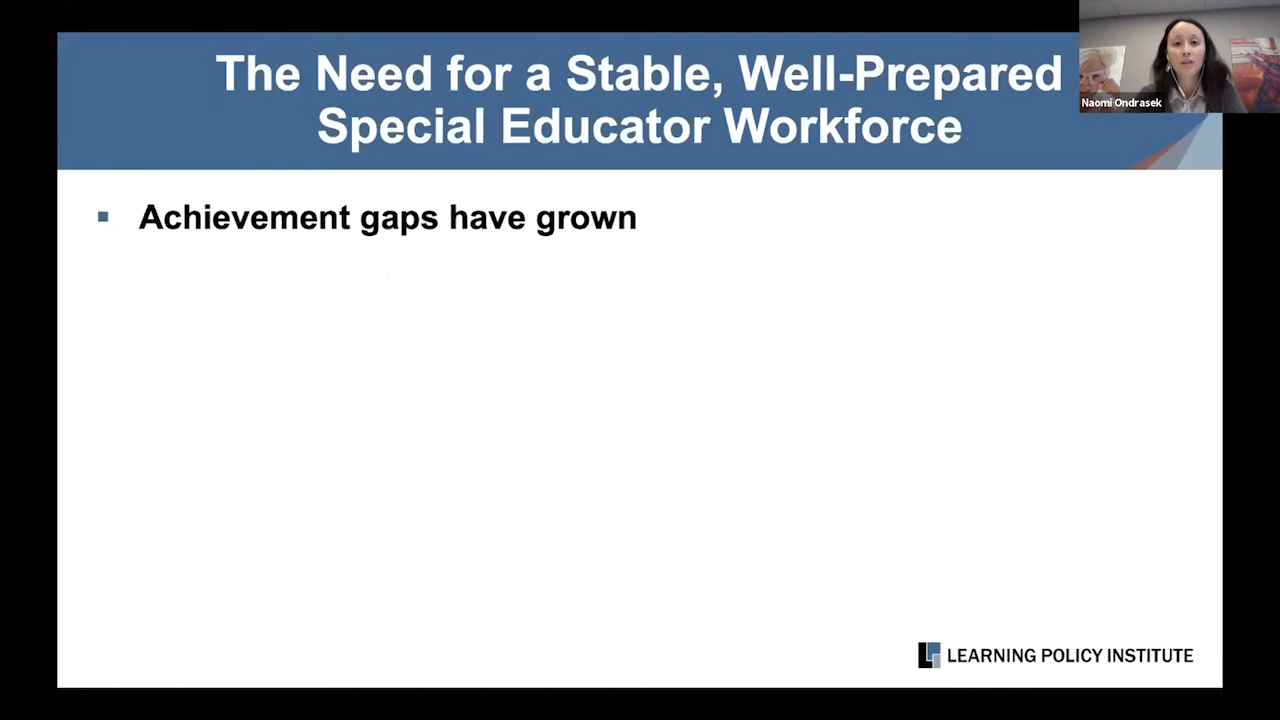 The Need for a Stable, Well-Prepared
Special Educator Workforce
Naomi Ondrasek
▪ Achievement gaps have grown
LEARNING POLICY INSTITUTE